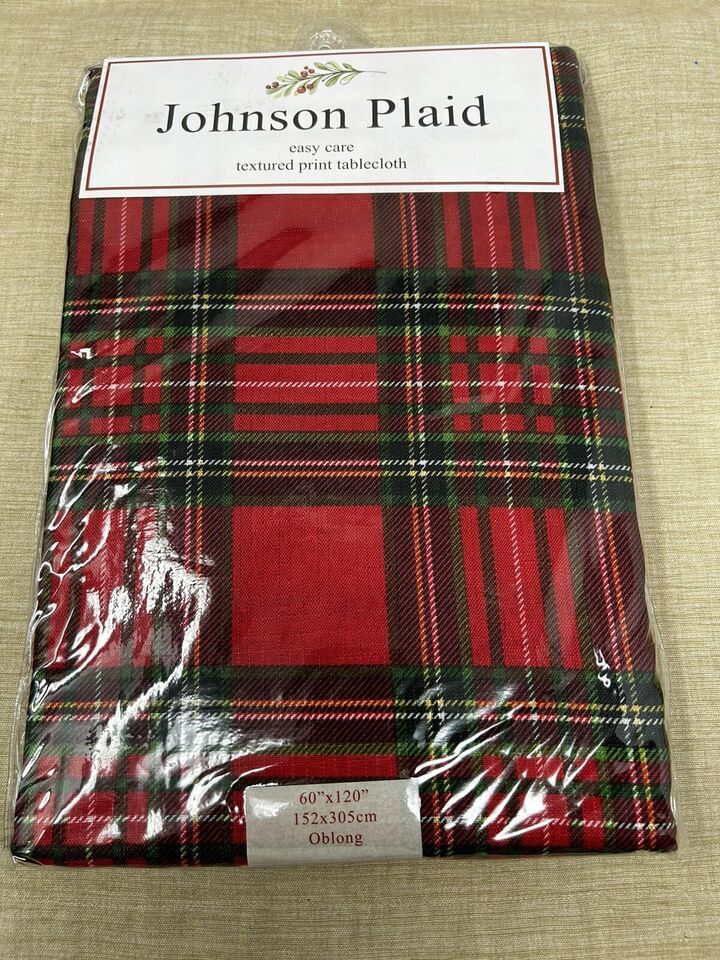 Johnson Plaid
easy care
textured print tablecloth
60”x120”
152x305cm
Oblong